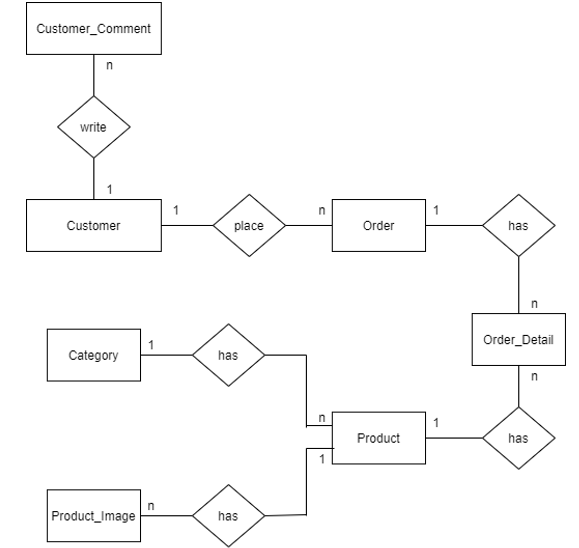 Customer_Comment
n
write
1
Customer
1
place
n
Order
1
has
n
Order_Detail
n
has
1
Product
n
1
Category
1
has
Product_Image
n
has